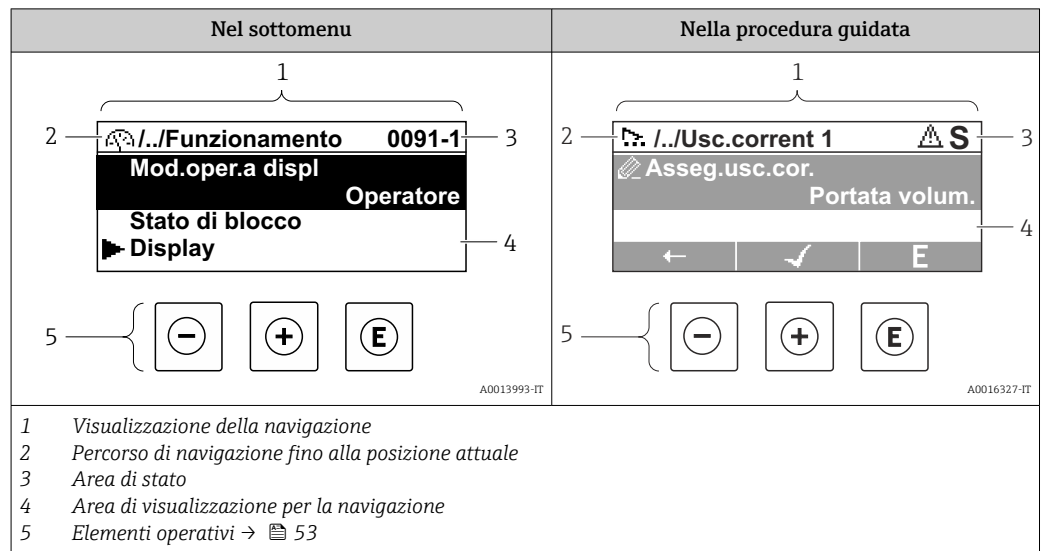 Nel sottomenu
Nella procedura guidata
1
2
/../Funzionamento 0091-1
3
Mod.oper.a displ
Operatore
Stato di blocco
Display
4
5
- + E
A0013993-IT
1
2
/../Usc.corrent 1 S
3
Asseg.usc.cor.
Portata volum.
4
← ✓ E
5
- + E
A0016327-IT
1 Visualizzazione della navigazione
2 Percorso di navigazione fino alla posizione attuale
3 Area di stato
4 Area di visualizzazione per la navigazione
5 Elementi operativi → 53